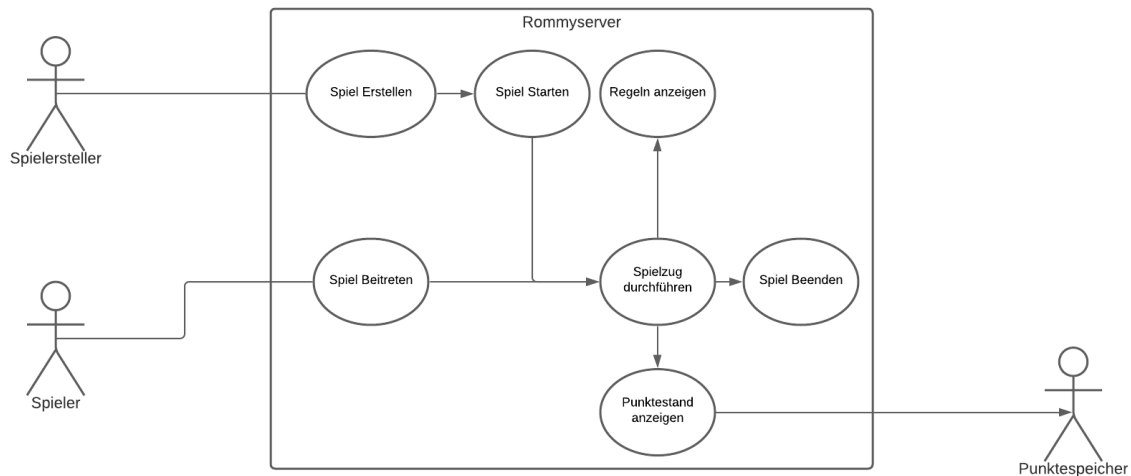 Rommyserver
Spiel Erstellen
Spiel Starten
Regeln anzeigen
Spielersteller
Spiel Beitreten
Spielzug
durchführen
Spiel Beenden
Spieler
Punktestand
anzeigen
Punktespeicher